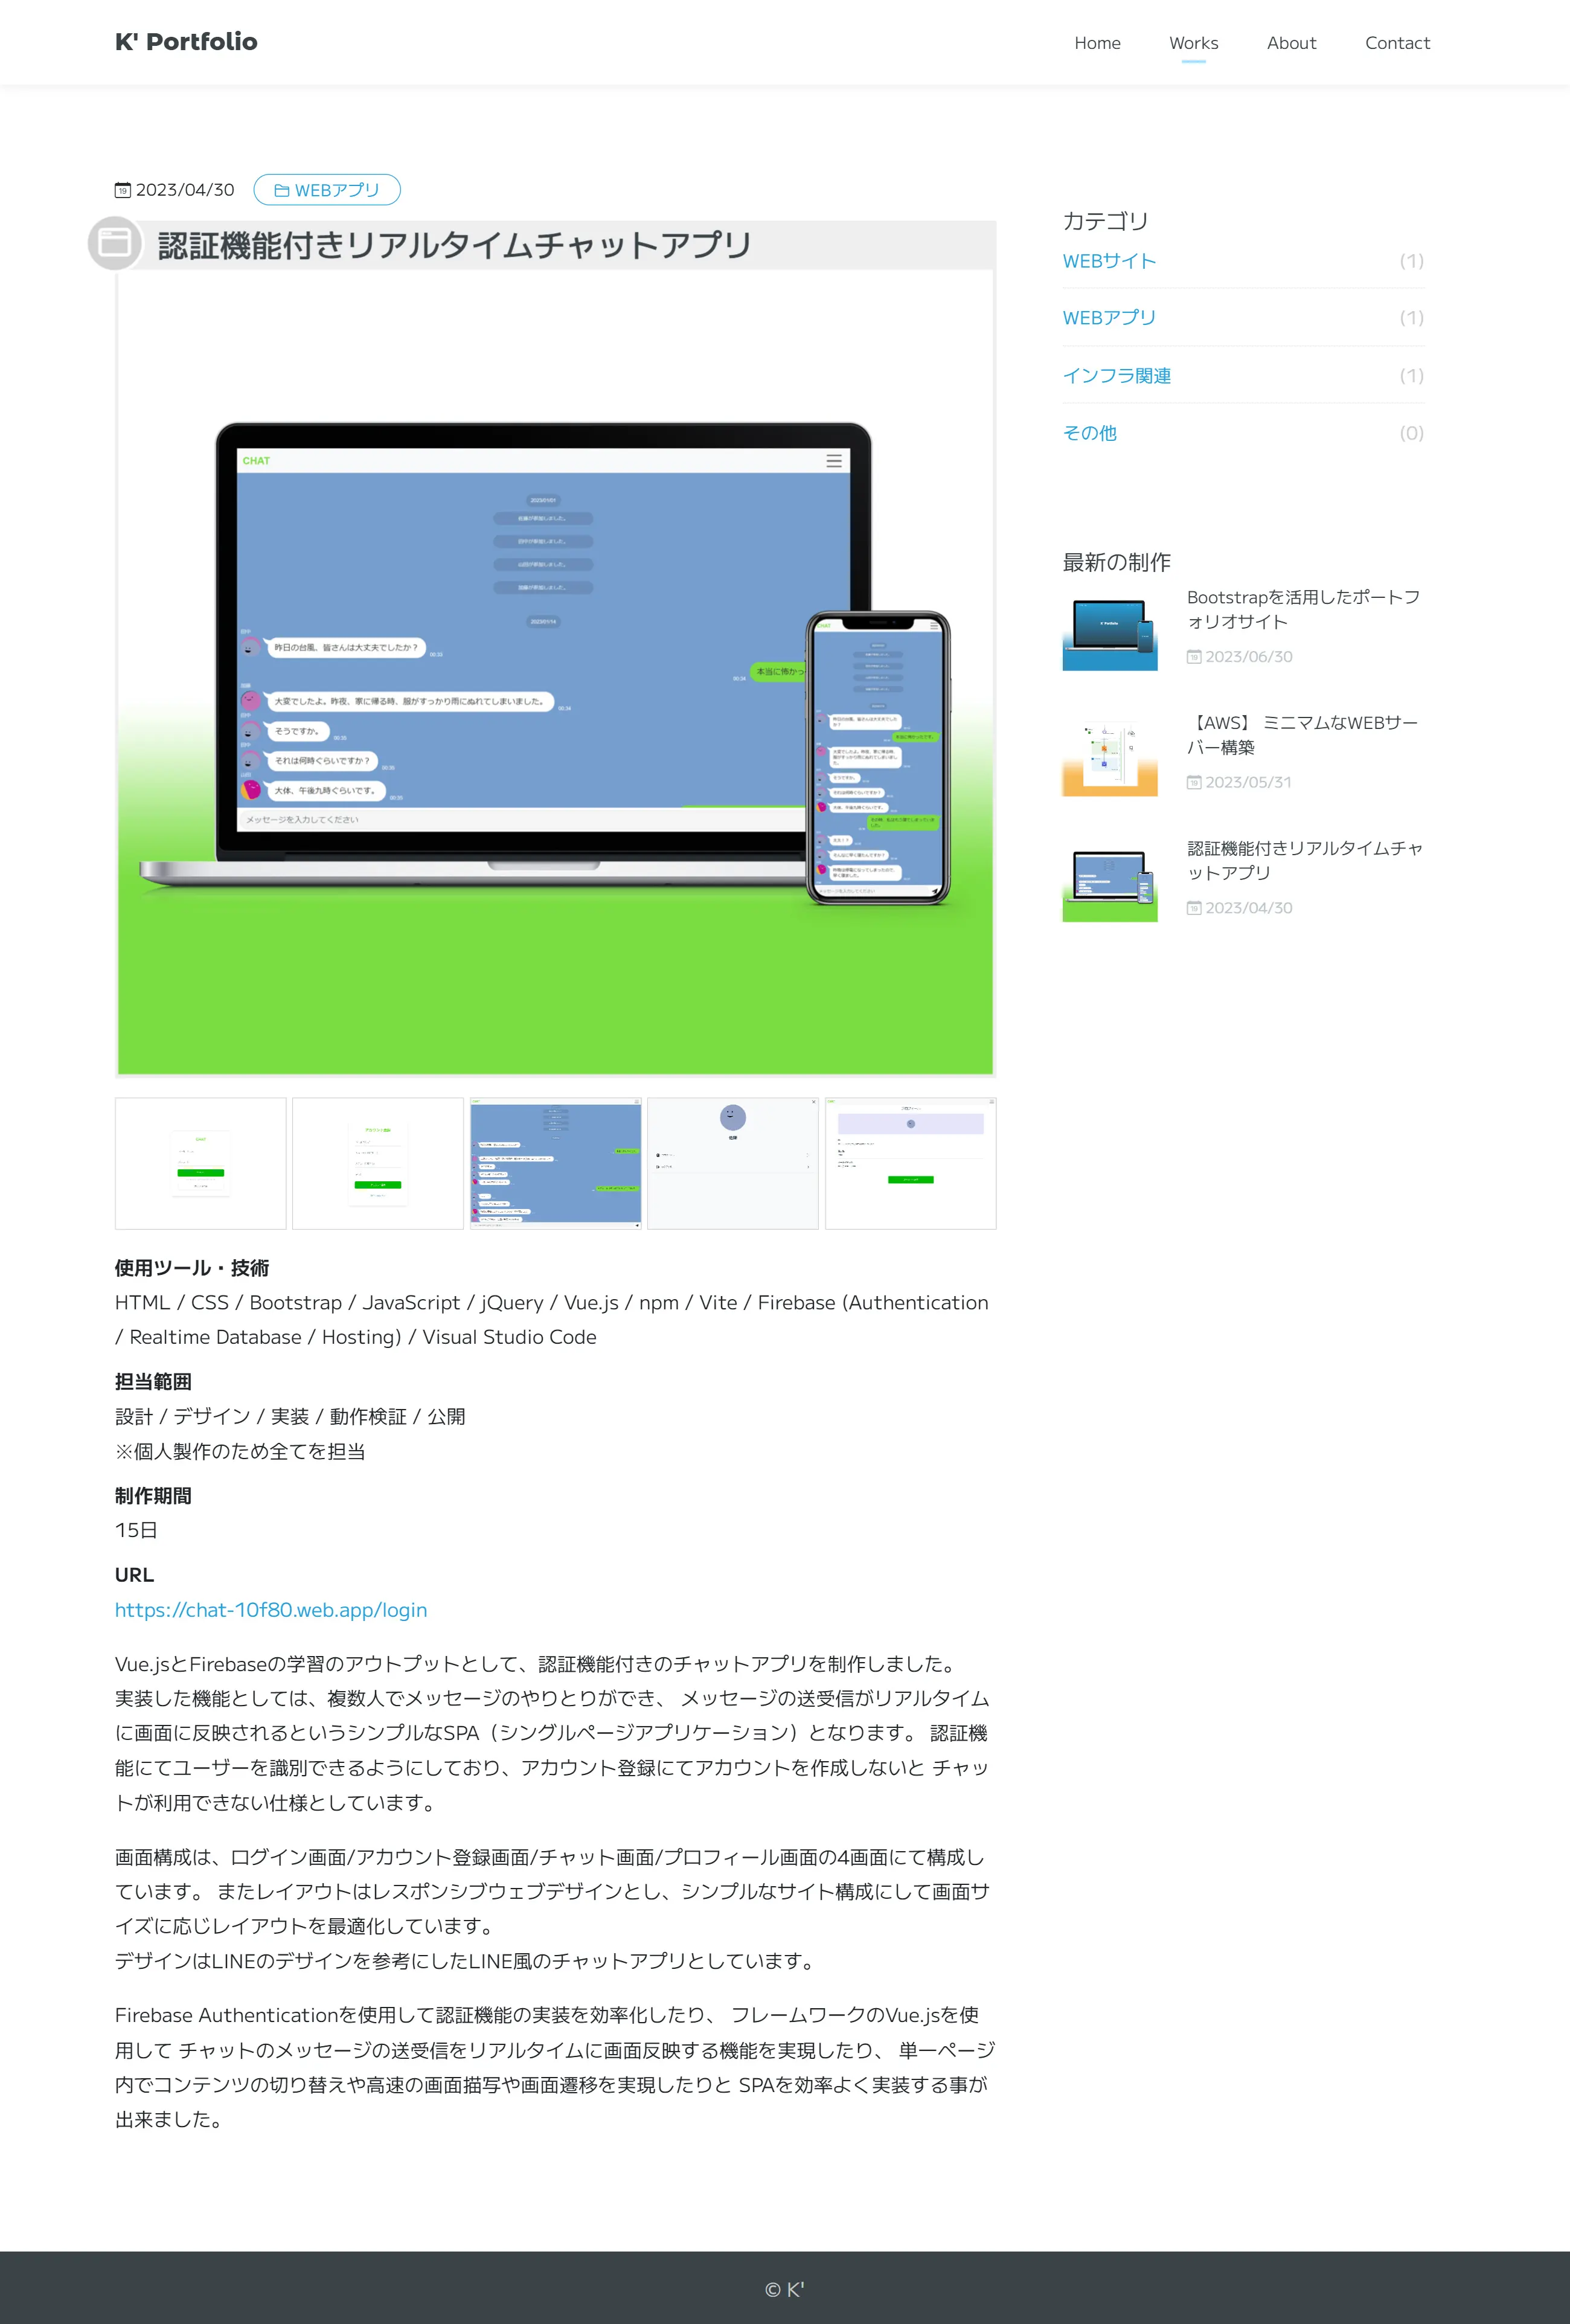 K' Portfolio
Home
Works
About
Contact
2023/04/30
WEBアプリ
認証機能付きリアルタイムチャットアプリ
CHAT
2023/01/01
2023/01/14
昨日の台風、皆さんは大丈夫でしたか？
本当に怖かっ
大変でしたよ。昨夜、家に帰る時、服がすっかり雨にぬれてしまいました。
そうですか。
それは何時ぐらいですか？
大体、午後九時ぐらいです。
メッセージを入力してください
使用ツール・技術
HTML / CSS / Bootstrap / JavaScript / jQuery / Vue.js / npm / Vite / Firebase (Authentication
/ Realtime Database / Hosting) / Visual Studio Code
担当範囲
設計 / デザイン / 実装 / 動作検証 / 公開
※個人製作のため全てを担当
制作期間
15日
URL
https://chat-10f80.web.app/login
Vue.jsとFirebaseの学習のアウトプットとして、認証機能付きのチャットアプリを制作しました。
実装した機能としては、複数人でメッセージのやりとりができ、 メッセージの送受信がリアルタイム
に画面に反映されるというシンプルなSPA（シングルページアプリケーション）となります。 認証機
能にてユーザーを識別できるようにしており、アカウント登録にてアカウントを作成しないと チャッ
トが利用できない仕様としています。
画面構成は、ログイン画面/アカウント登録画面/チャット画面/プロフィール画面の4画面にて構成し
ています。 またレイアウトはレスポンシブウェブデザインとし、シンプルなサイト構成にして画面サ
イズに応じレイアウトを最適化しています。
デザインはLINEのデザインを参考にしたLINE風のチャットアプリとしています。
Firebase Authenticationを使用して認証機能の実装を効率化したり、 フレームワークのVue.jsを使
用して チャットのメッセージの送受信をリアルタイムに画面反映する機能を実現したり、 単一ページ
内でコンテンツの切り替えや高速の画面描写や画面遷移を実現したりと SPAを効率よく実装する事が
出来ました。
カテゴリ
WEBサイト (1)
WEBアプリ (1)
インフラ関連 (1)
その他 (0)
最新の制作
Bootstrapを活用したポートフ
ォリオサイト
2023/06/30
【AWS】 ミニマムなWEBサー
バー構築
2023/05/31
認証機能付きリアルタイムチャ
ットアプリ
2023/04/30
© K'